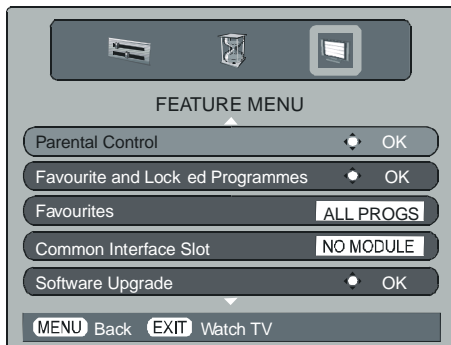 FEATURE MENU
Parental Control OK
Favourite and Lock ed Programmes OK
Favourites ALL PROGS
Common Interface Slot NO MODULE
Software Upgrade OK
MENU Back EXIT Watch TV